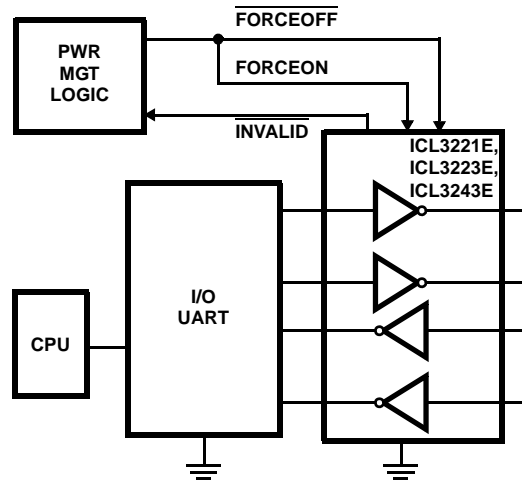 FORCEOFF
PWR
MGT
LOGIC
FORCEON
INVALID
ICL3221E,
ICL3223E,
ICL3243E
I/O
UART
CPU